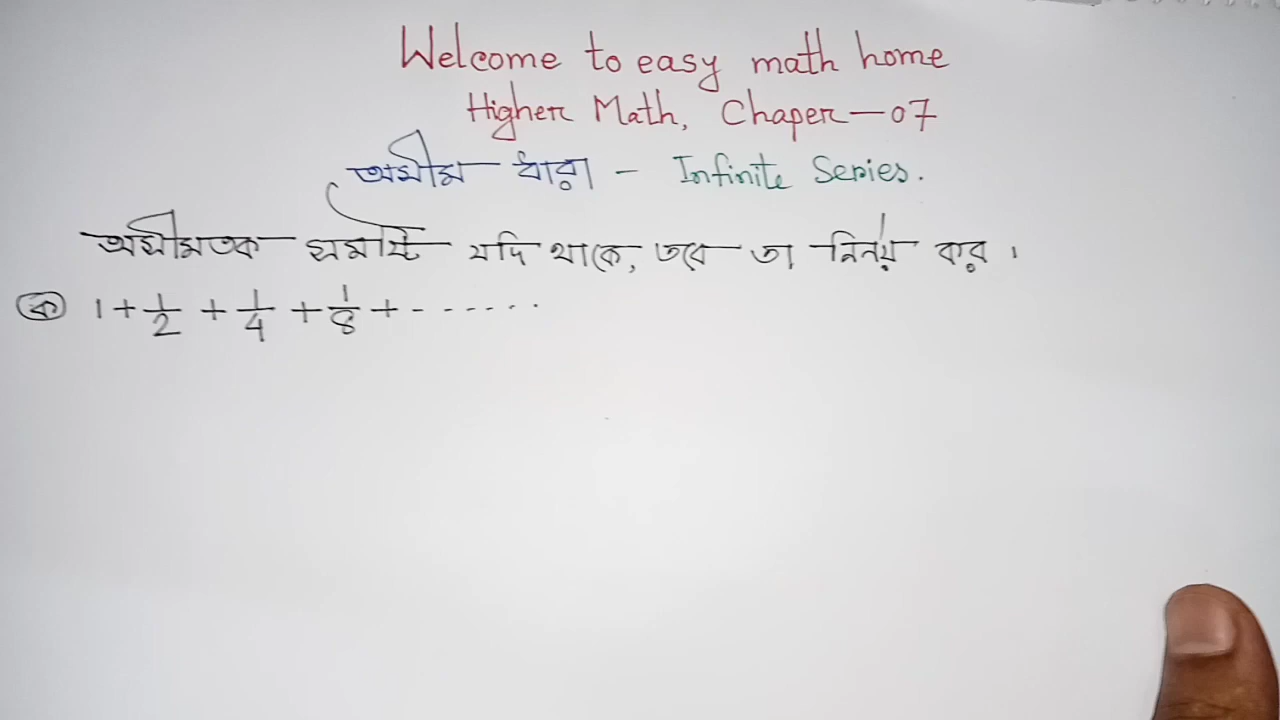 Welcome to easy math home
Higher Math, Chaper-07
অসীম ধারা - Infinite Series.
অসীমতক সমষ্টি যদি থাকে, তবে তা নির্নয় কর।
ক 1 + 1/2 + 1/4 + 1/8 + -------